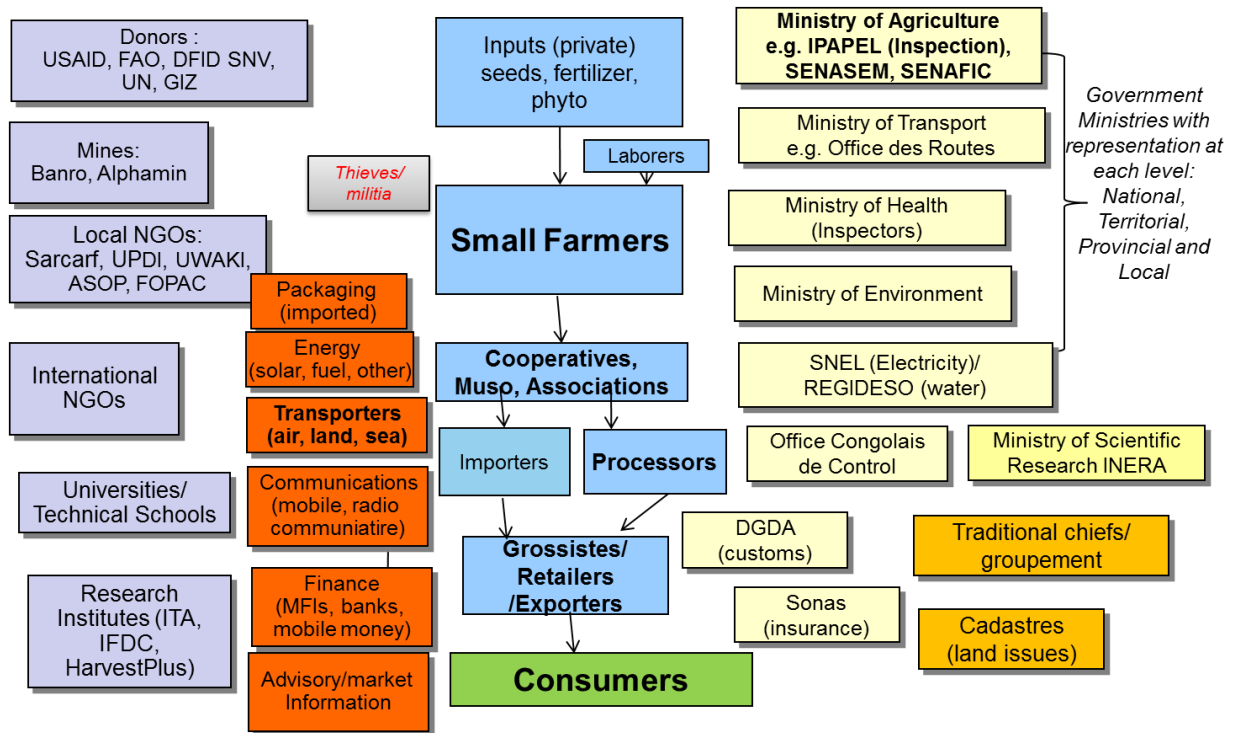 Donors :
USAID, FAO, DFID SNV,
UN, GIZ
Mines:
Banro, Alphamin
Local NGOs:
Sarcarf, UPDI, UWAKI,
ASOP, FOPAC
International
NGOs
Universities/
Technical Schools
Research
Institutes (ITA,
IFDC,
HarvestPlus)
Thieves/
militia
Packaging
(imported)
Energy
(solar, fuel, other)
Transporters
(air, land, sea)
Communications
(mobile, radio
communiatire)
Finance
(MFIs, banks,
mobile money)
Advisory/market
Information
Inputs (private)
seeds, fertilizer,
phyto
Laborers
Small Farmers
Cooperatives,
Muso, Associations
Importers
Processors
Grossistes/
Retailers
/Exporters
Consumers
Ministry of Agriculture
e.g. IPAPEL (Inspection),
SENASEM, SENAFIC
Ministry of Transport
e.g. Office des Routes
Ministry of Health
(Inspectors)
Ministry of Environment
SNEL (Electricity)/
REGIDESO (water)
Office Congolais
de Control
Ministry of Scientific
Research INERA
DGDA
(customs)
Sonas
(insurance)
Traditional chiefs/
groupement
Cadastres
(land issues)
Government
Ministries with
representation at
each level:
National,
Territorial,
Provincial and
Local